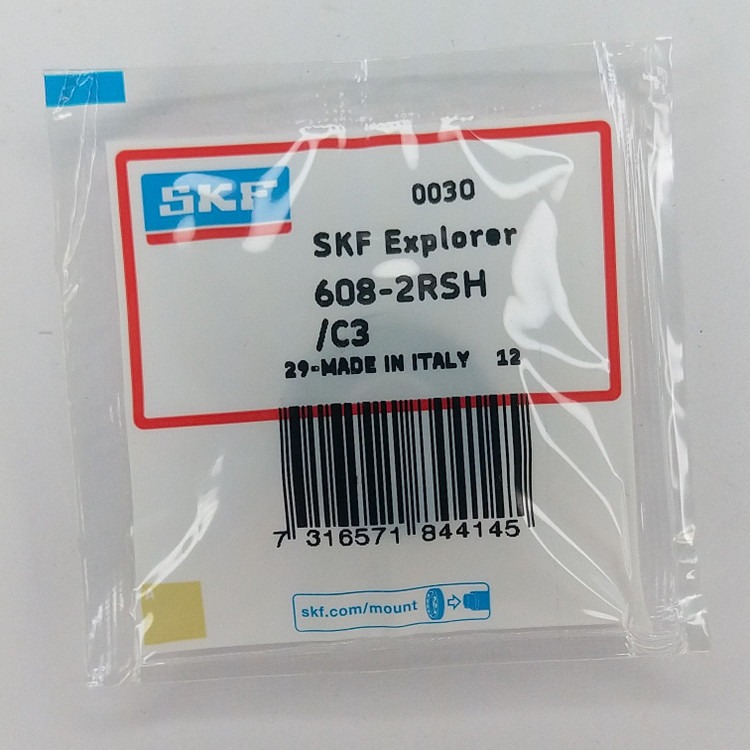 SKF
0030
SKF Explorer
608-2RSH
/C3
29-MADE IN ITALY 12
7 316571 844145
skf.com/mount